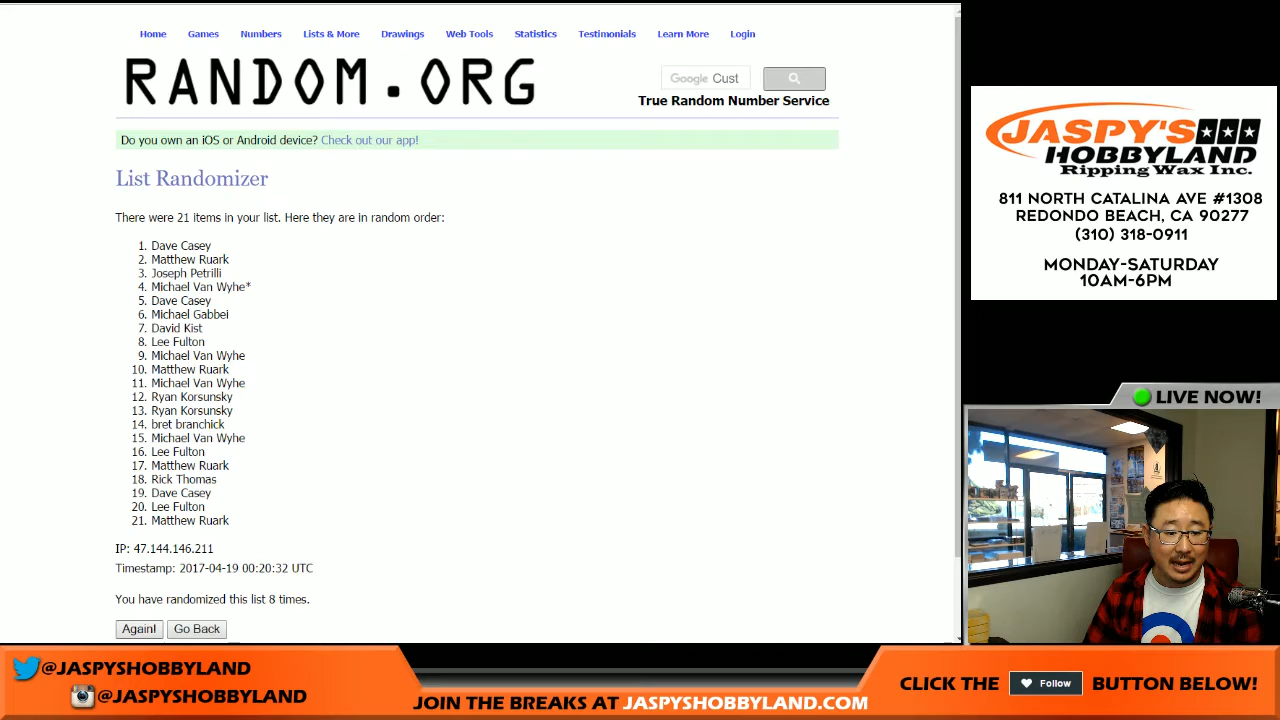 Home Games Numbers Lists & More Drawings Web Tools Statistics Testimonials Learn More Login
RANDOM.ORG
Google Cust
True Random Number Service
Do you own an iOS or Android device? Check out our app!
List Randomizer
There were 21 items in your list. Here they are in random order:
1. Dave Casey
2. Matthew Ruark
3. Joseph Petrilli
4. Michael Van Wyhe*
5. Dave Casey
6. Michael Gabbei
7. David Kist
8. Lee Fulton
9. Michael Van Wyhe
10. Matthew Ruark
11. Michael Van Wyhe
12. Ryan Korsunsky
13. Ryan Korsunsky
14. bret branchick
15. Michael Van Wyhe
16. Lee Fulton
17. Matthew Ruark
18. Rick Thomas
19. Dave Casey
20. Lee Fulton
21. Matthew Ruark
IP: 47.144.146.211
Timestamp: 2017-04-19 00:20:32 UTC
You have randomized this list 8 times.
Again! Go Back
JASPY'S
HOBBYLAND
Ripping Wax Inc.
811 NORTH CATALINA AVE #1308
REDONDO BEACH, CA 90277
(310) 318-0911
MONDAY-SATURDAY
10AM-6PM
LIVE NOW!
@JASPYSHOBBYLAND
@JASPYSHOBBYLAND
JOIN THE BREAKS AT JASPYSHOBBYLAND.COM
CLICK THE Follow BUTTON BELOW!